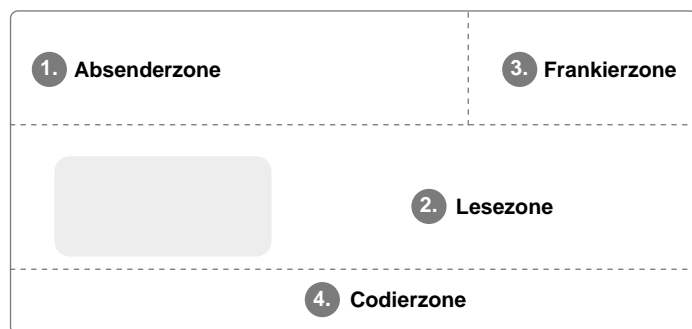 1. Absenderzone
3. Frankierzone
2. Lesezone
4. Codierzone